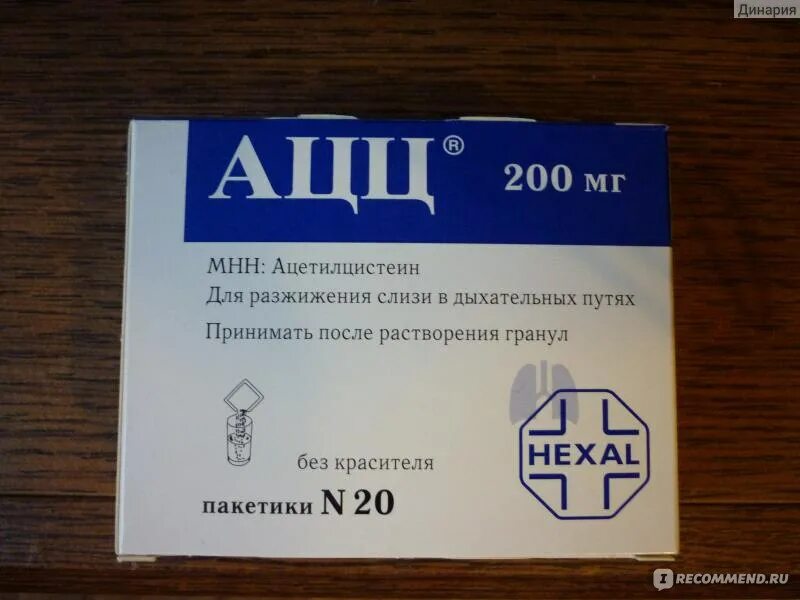 Динария
АЦЦ®
200 мг
МНН: Ацетилцистеин
Для разжижения слизи в дыхательных путях
Принимать после растворения гранул
HEXAL
без красителя
пакетики N 20
IRECOMMEND.RU